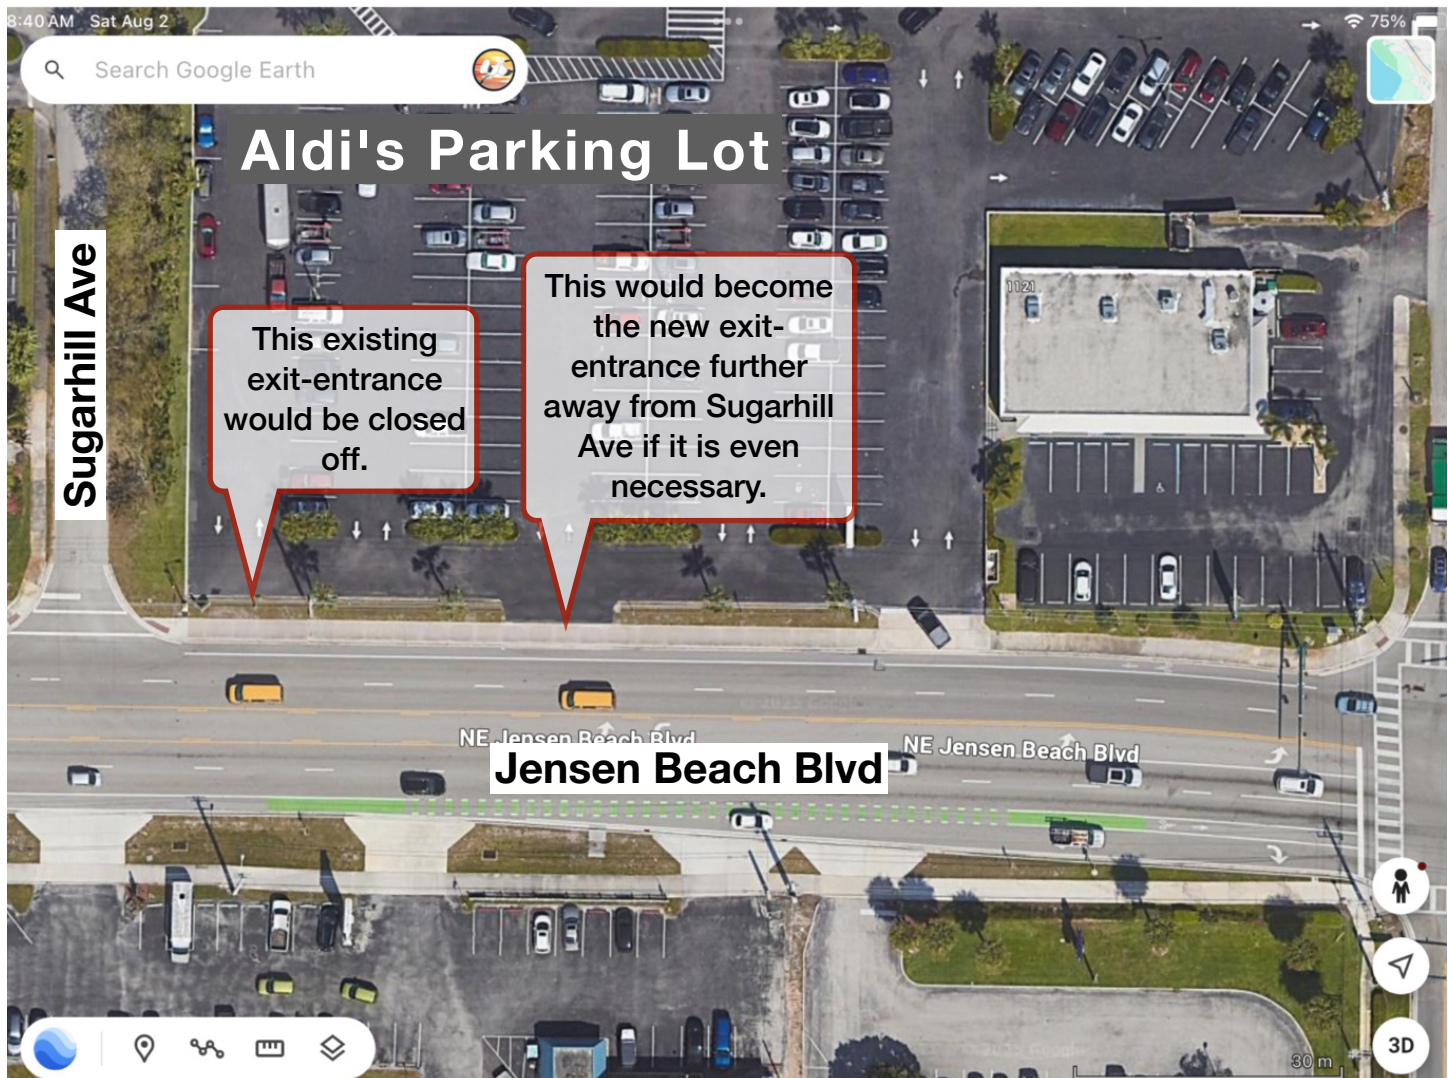 8:40 AM Sat Aug 2
75%
Search Google Earth
Aldi's Parking Lot
Sugarhill Ave
This existing
exit-entrance
would be closed
off.
This would become
the new exit-
entrance further
away from Sugarhill
Ave if it is even
necessary.
1121
NE Jensen Beach Blvd
NE Jensen Beach Blvd
Jensen Beach Blvd
3D
30 m